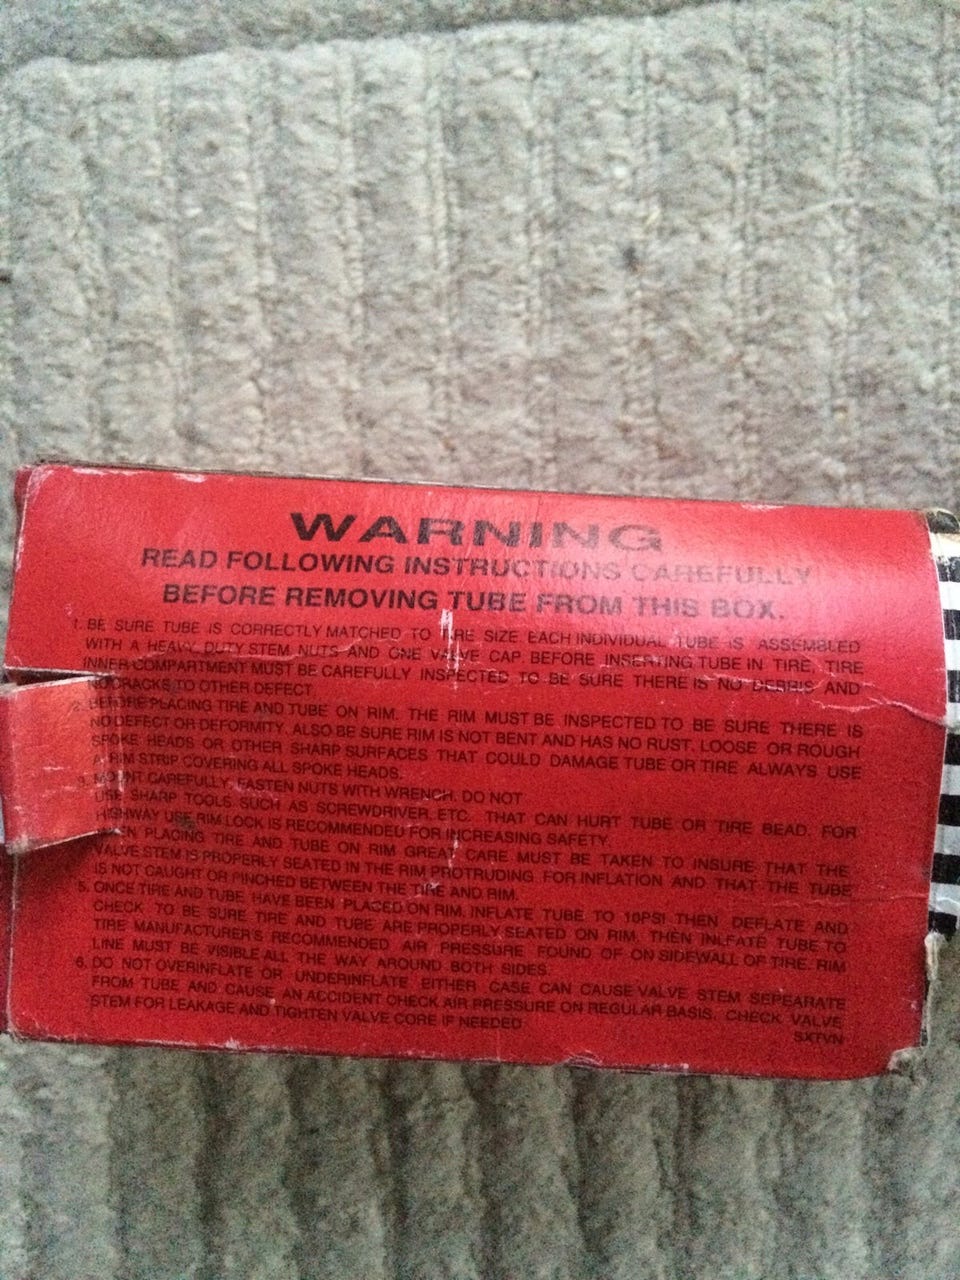 WARNING
READ FOLLOWING INSTRUCTIONS CAREFULLY
BEFORE REMOVING TUBE FROM THIS BOX.
1. BE SURE TUBE IS CORRECTLY MATCHED TO TIRE SIZE EACH INDIVIDUAL TUBE IS ASSEMBLED
WITH A HEAVY DUTY STEM NUTS AND ONE VALVE CAP. BEFORE INSERTING TUBE IN TIRE, TIRE
INNER COMPARTMENT MUST BE CAREFULLY INSPECTED TO BE SURE THERE IS NO DEBRIS AND
NO CRACKS TO OTHER DEFECT
2. BEFORE PLACING TIRE AND TUBE ON RIM. THE RIM MUST BE INSPECTED TO BE SURE THERE IS
NO DEFECT OR DEFORMITY. ALSO BE SURE RIM IS NOT BENT AND HAS NO RUST, LOOSE OR ROUGH
SPOKE HEADS OR OTHER SHARP SURFACES THAT COULD DAMAGE TUBE OR TIRE ALWAYS USE
A RIM STRIP COVERING ALL SPOKE HEADS.
3. MOUNT CAREFULLY. FASTEN NUTS WITH WRENCH. DO NOT
USE SHARP TOOLS. SUCH AS SCREWDRIVER, ETC. THAT CAN HURT TUBE OR TIRE BEAD. FOR
HIGHWAY USE RIM LOCK IS RECOMMENDED FOR INCREASING SAFETY.
EN PLACING TIRE AND TUBE ON RIM GREAT CARE MUST BE TAKEN TO INSURE THAT THE
VALVE STEM IS PROPERLY SEATED IN THE RIM PROTRUDING FOR INFLATION AND THAT THE TUBE
IS NOT CAUGHT OR PINCHED BETWEEN THE TIRE AND RIM.
5. ONCE TIRE AND TUBE HAVE BEEN PLACED ON RIM, INFLATE TUBE TO 10PSI THEN DEFLATE AND
CHECK TO BE SURE TIRE AND TUBE ARE PROPERLY SEATED ON RIM, THEN INLFATE TUBE TO
TIRE MANUFACTURER'S RECOMMENDED AIR PRESSURE FOUND OF ON SIDEWALL OF TIRE. RIM
LINE MUST BE VISIBLE ALL THE WAY AROUND BOTH SIDES.
6. DO NOT OVERINFLATE OR UNDERINFLATE EITHER CASE CAN CAUSE VALVE STEM SEPEARATE
FROM TUBE AND CAUSE AN ACCIDENT CHECK AIR PRESSURE ON REGULAR BASIS. CHECK VALVE
STEM FOR LEAKAGE AND TIGHTEN VALVE CORE IF NEEDED
SXTVN